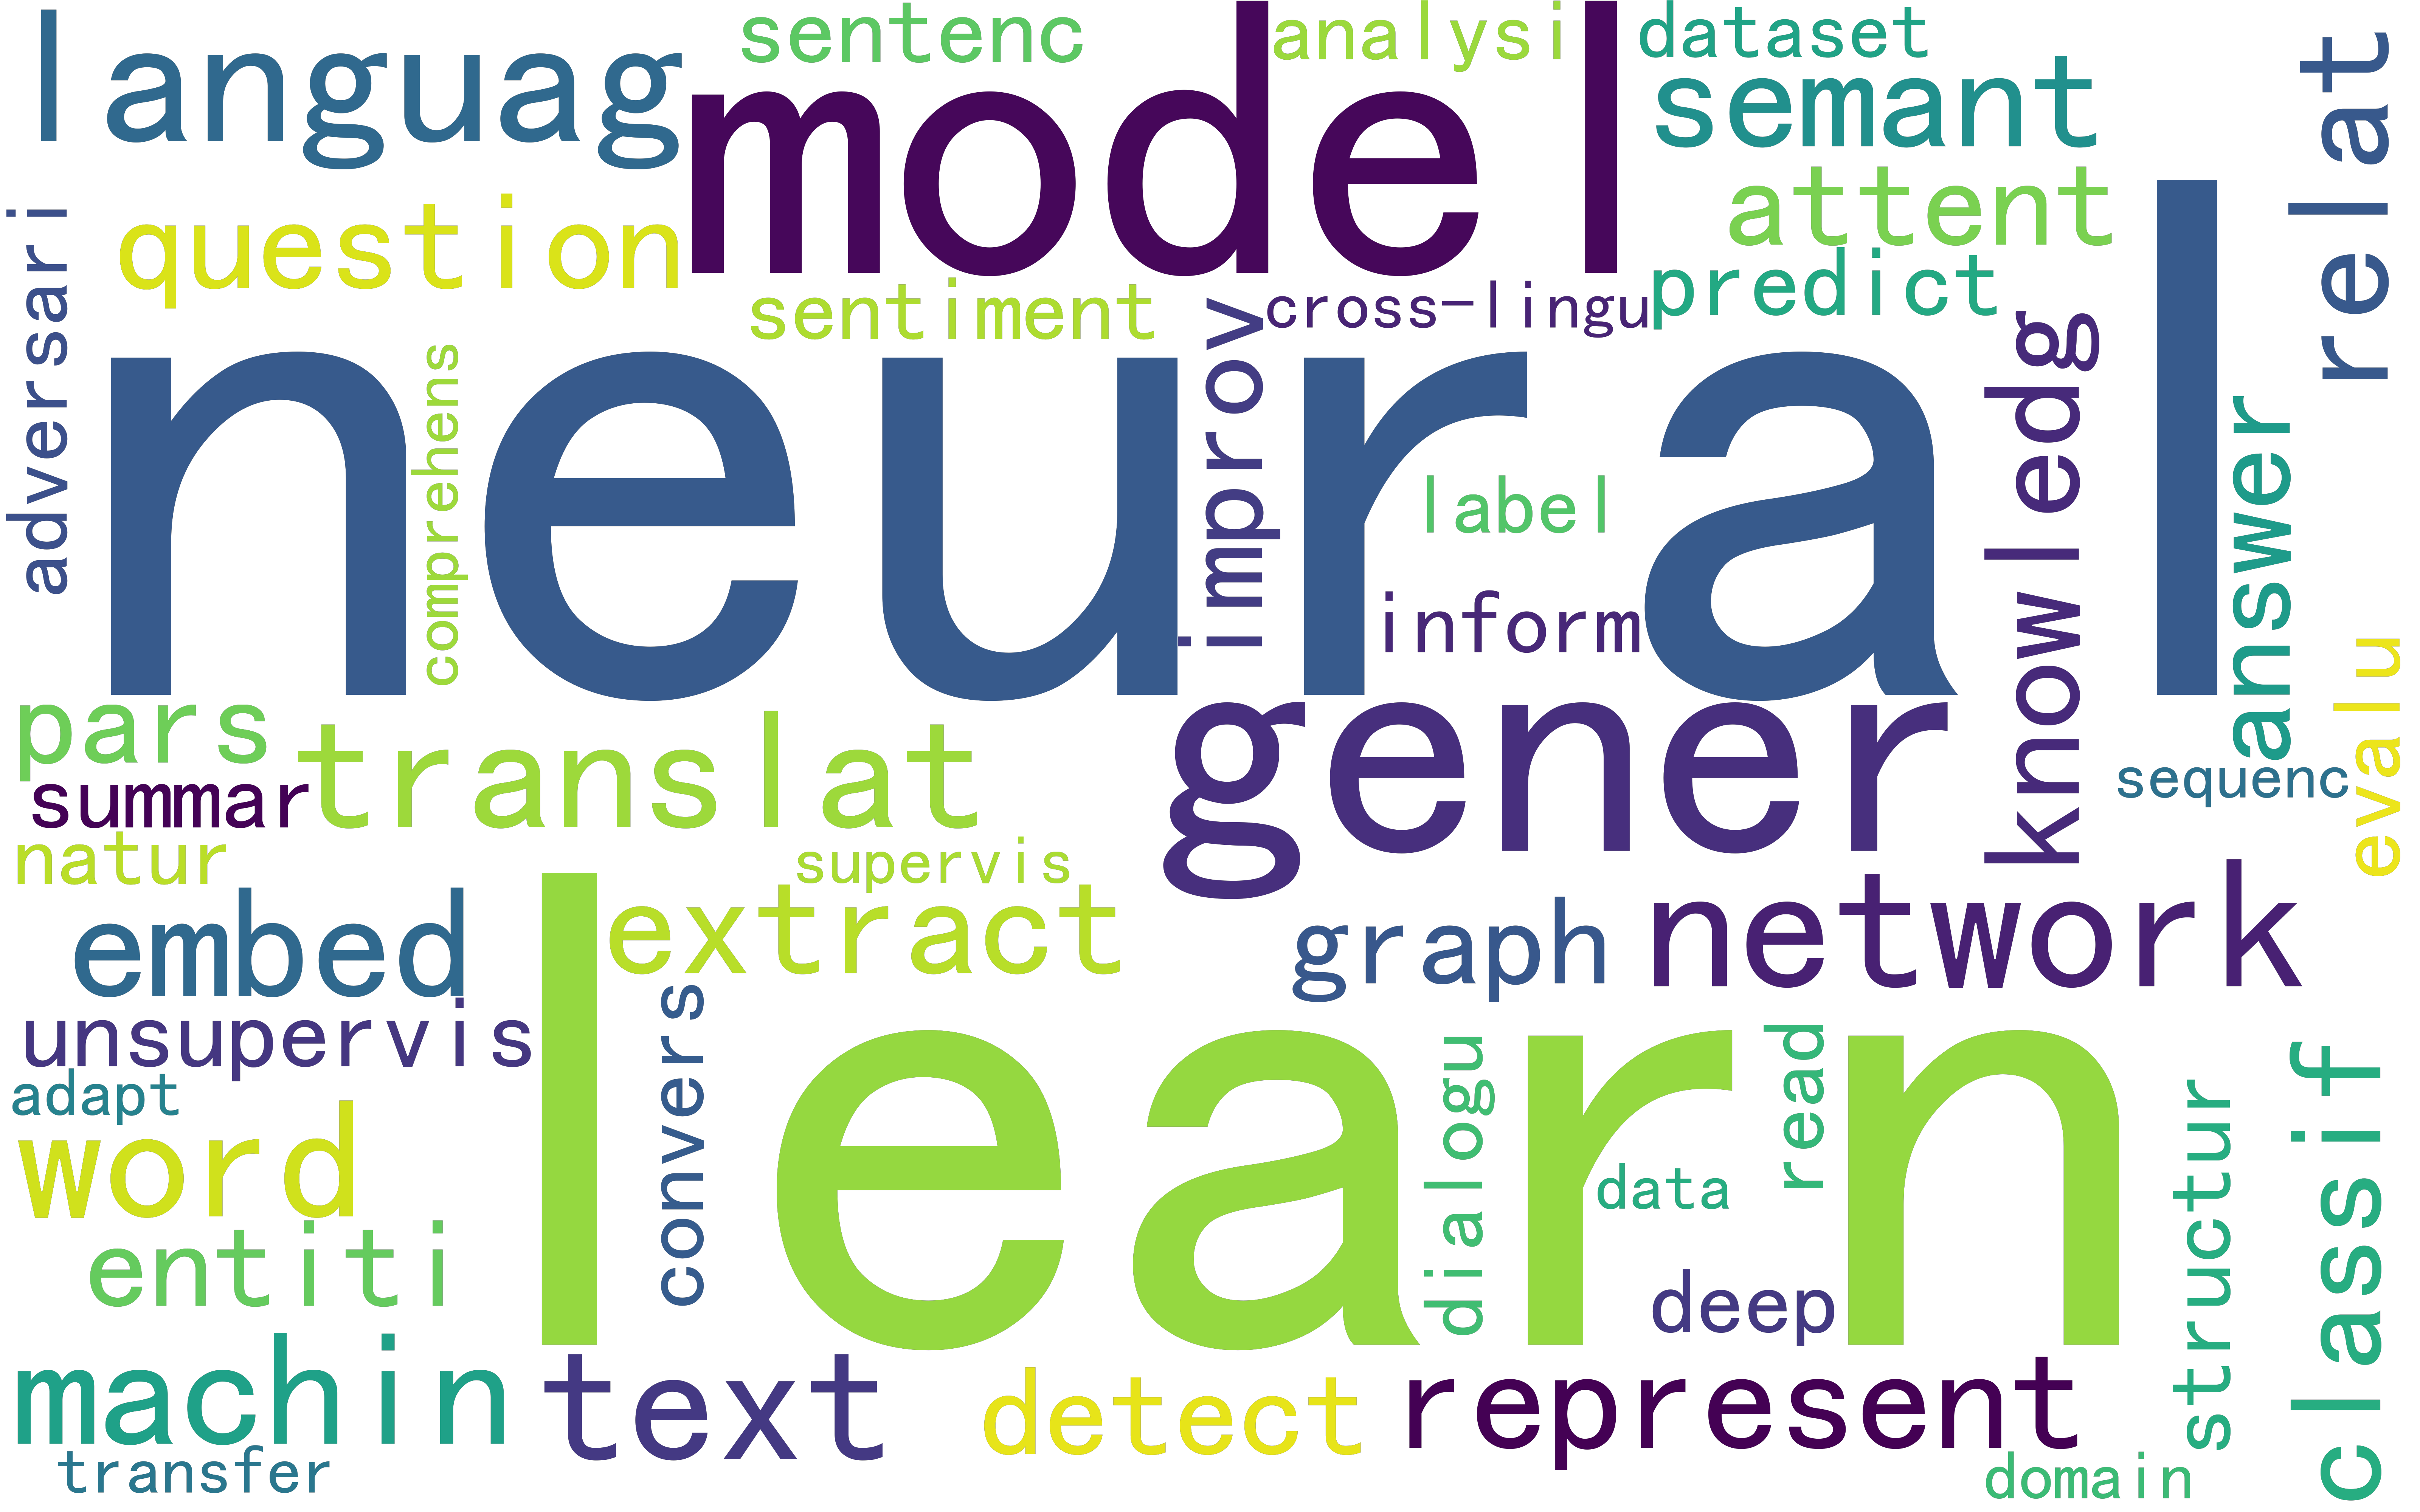 languag
sentenc
analysi
dataset
model
semant
relat
question
attent
adversari
sentiment
cross-lingu
predict
neural
comprehens
improv
label
inform
knowledg
answer
evalu
pars
translat
gener
sequenc
summar
natur
supervis
embed
extract
graph
network
unsupervis
convers
learn
dialogu
read
data
adapt
word
entiti
deep
structur
classif
machin
text
detect
represent
transfer
domain